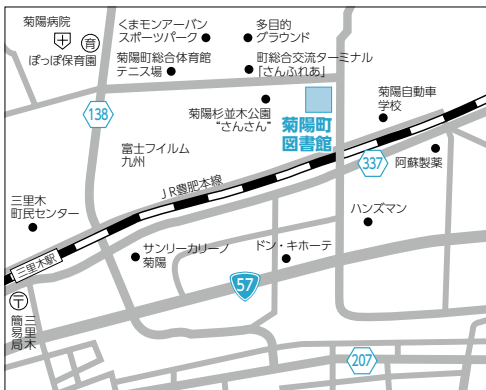 菊陽病院
育
ぽっぽ保育園
くまモンアーバン
スポーツパーク
多目的
グラウンド
菊陽町総合体育館
テニス場
町総合交流ターミナル
「さんふれあ」
138
菊陽杉並木公園
"さんさん"
菊陽町
図書館
菊陽自動車
学校
富士フイルム
九州
JR豊肥本線
337
阿蘇製薬
三里木
町民センター
ハンズマン
三里木駅
サンリーカリーノ
菊陽
ドン・キホーテ
57
〒
三里木
簡易局
207